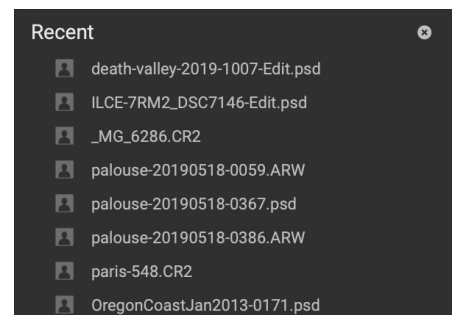 Recent
death-valley-2019-1007-Edit.psd
ILCE-7RM2_DSC7146-Edit.psd
_MG_6286.CR2
palouse-20190518-0059.ARW
palouse-20190518-0367.psd
palouse-20190518-0386.ARW
paris-548.CR2
OregonCoastJan2013-0171.psd